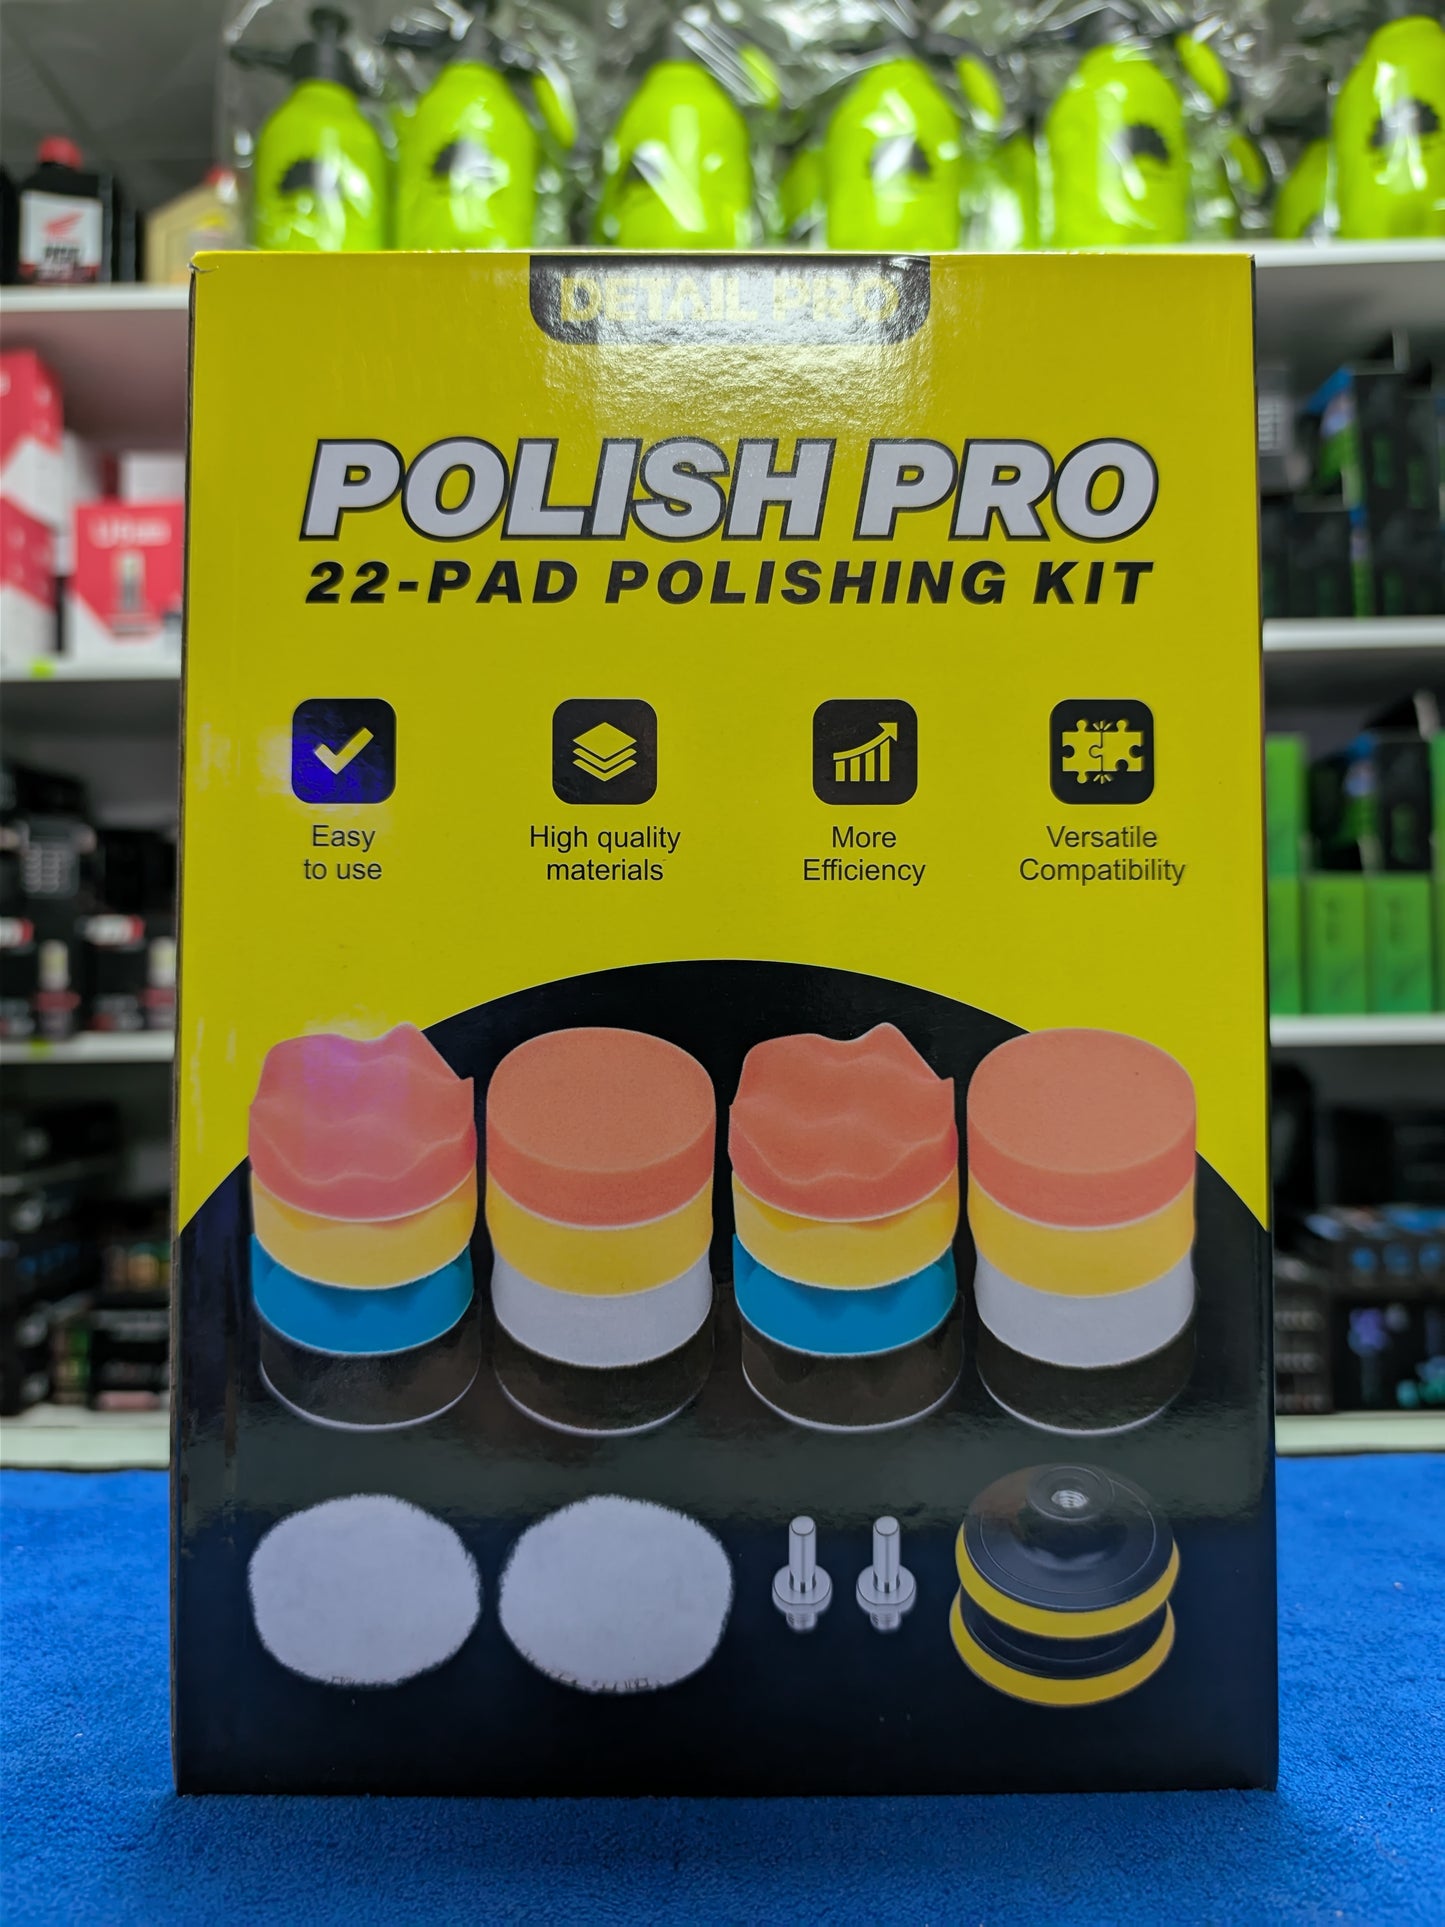 DETAIL PRO
POLISH PRO
22-PAD POLISHING KIT
Easy
to use
High quality
materials
More
Efficiency
Versatile
Compatibility